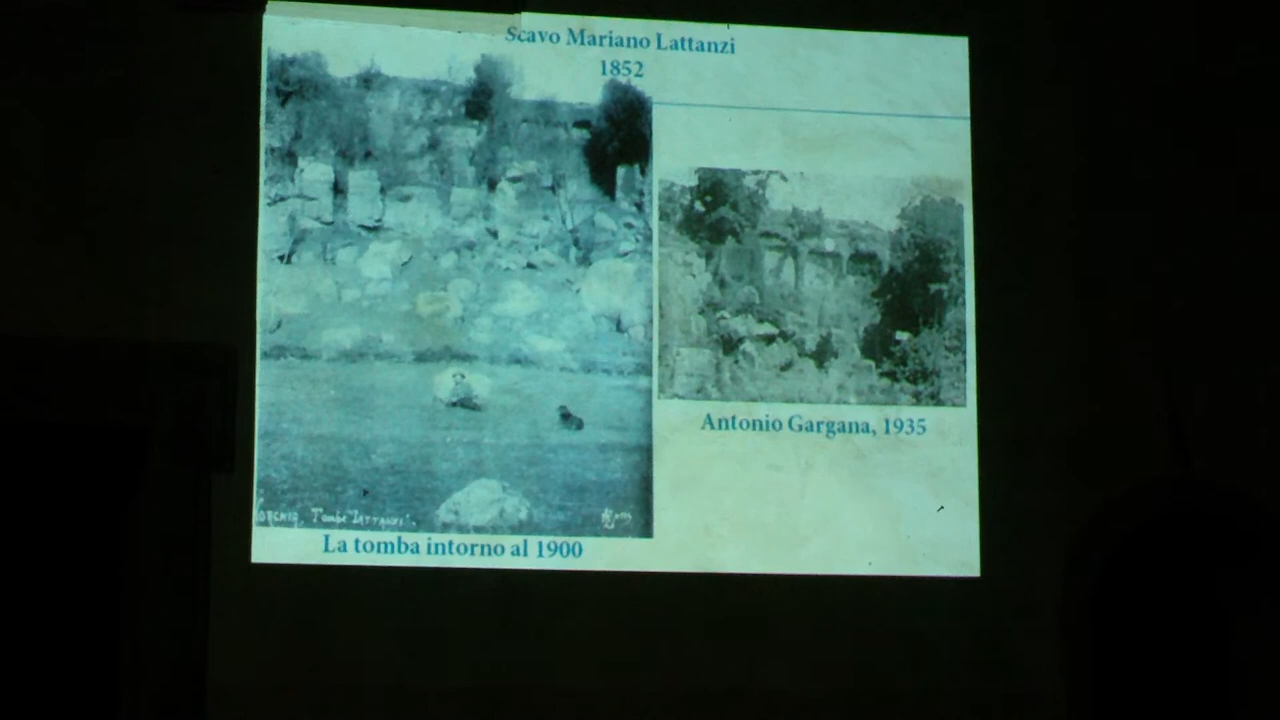 Scavo Mariano Lattanzi
1852
Antonio Gargana, 1935
La tomba intorno al 1900